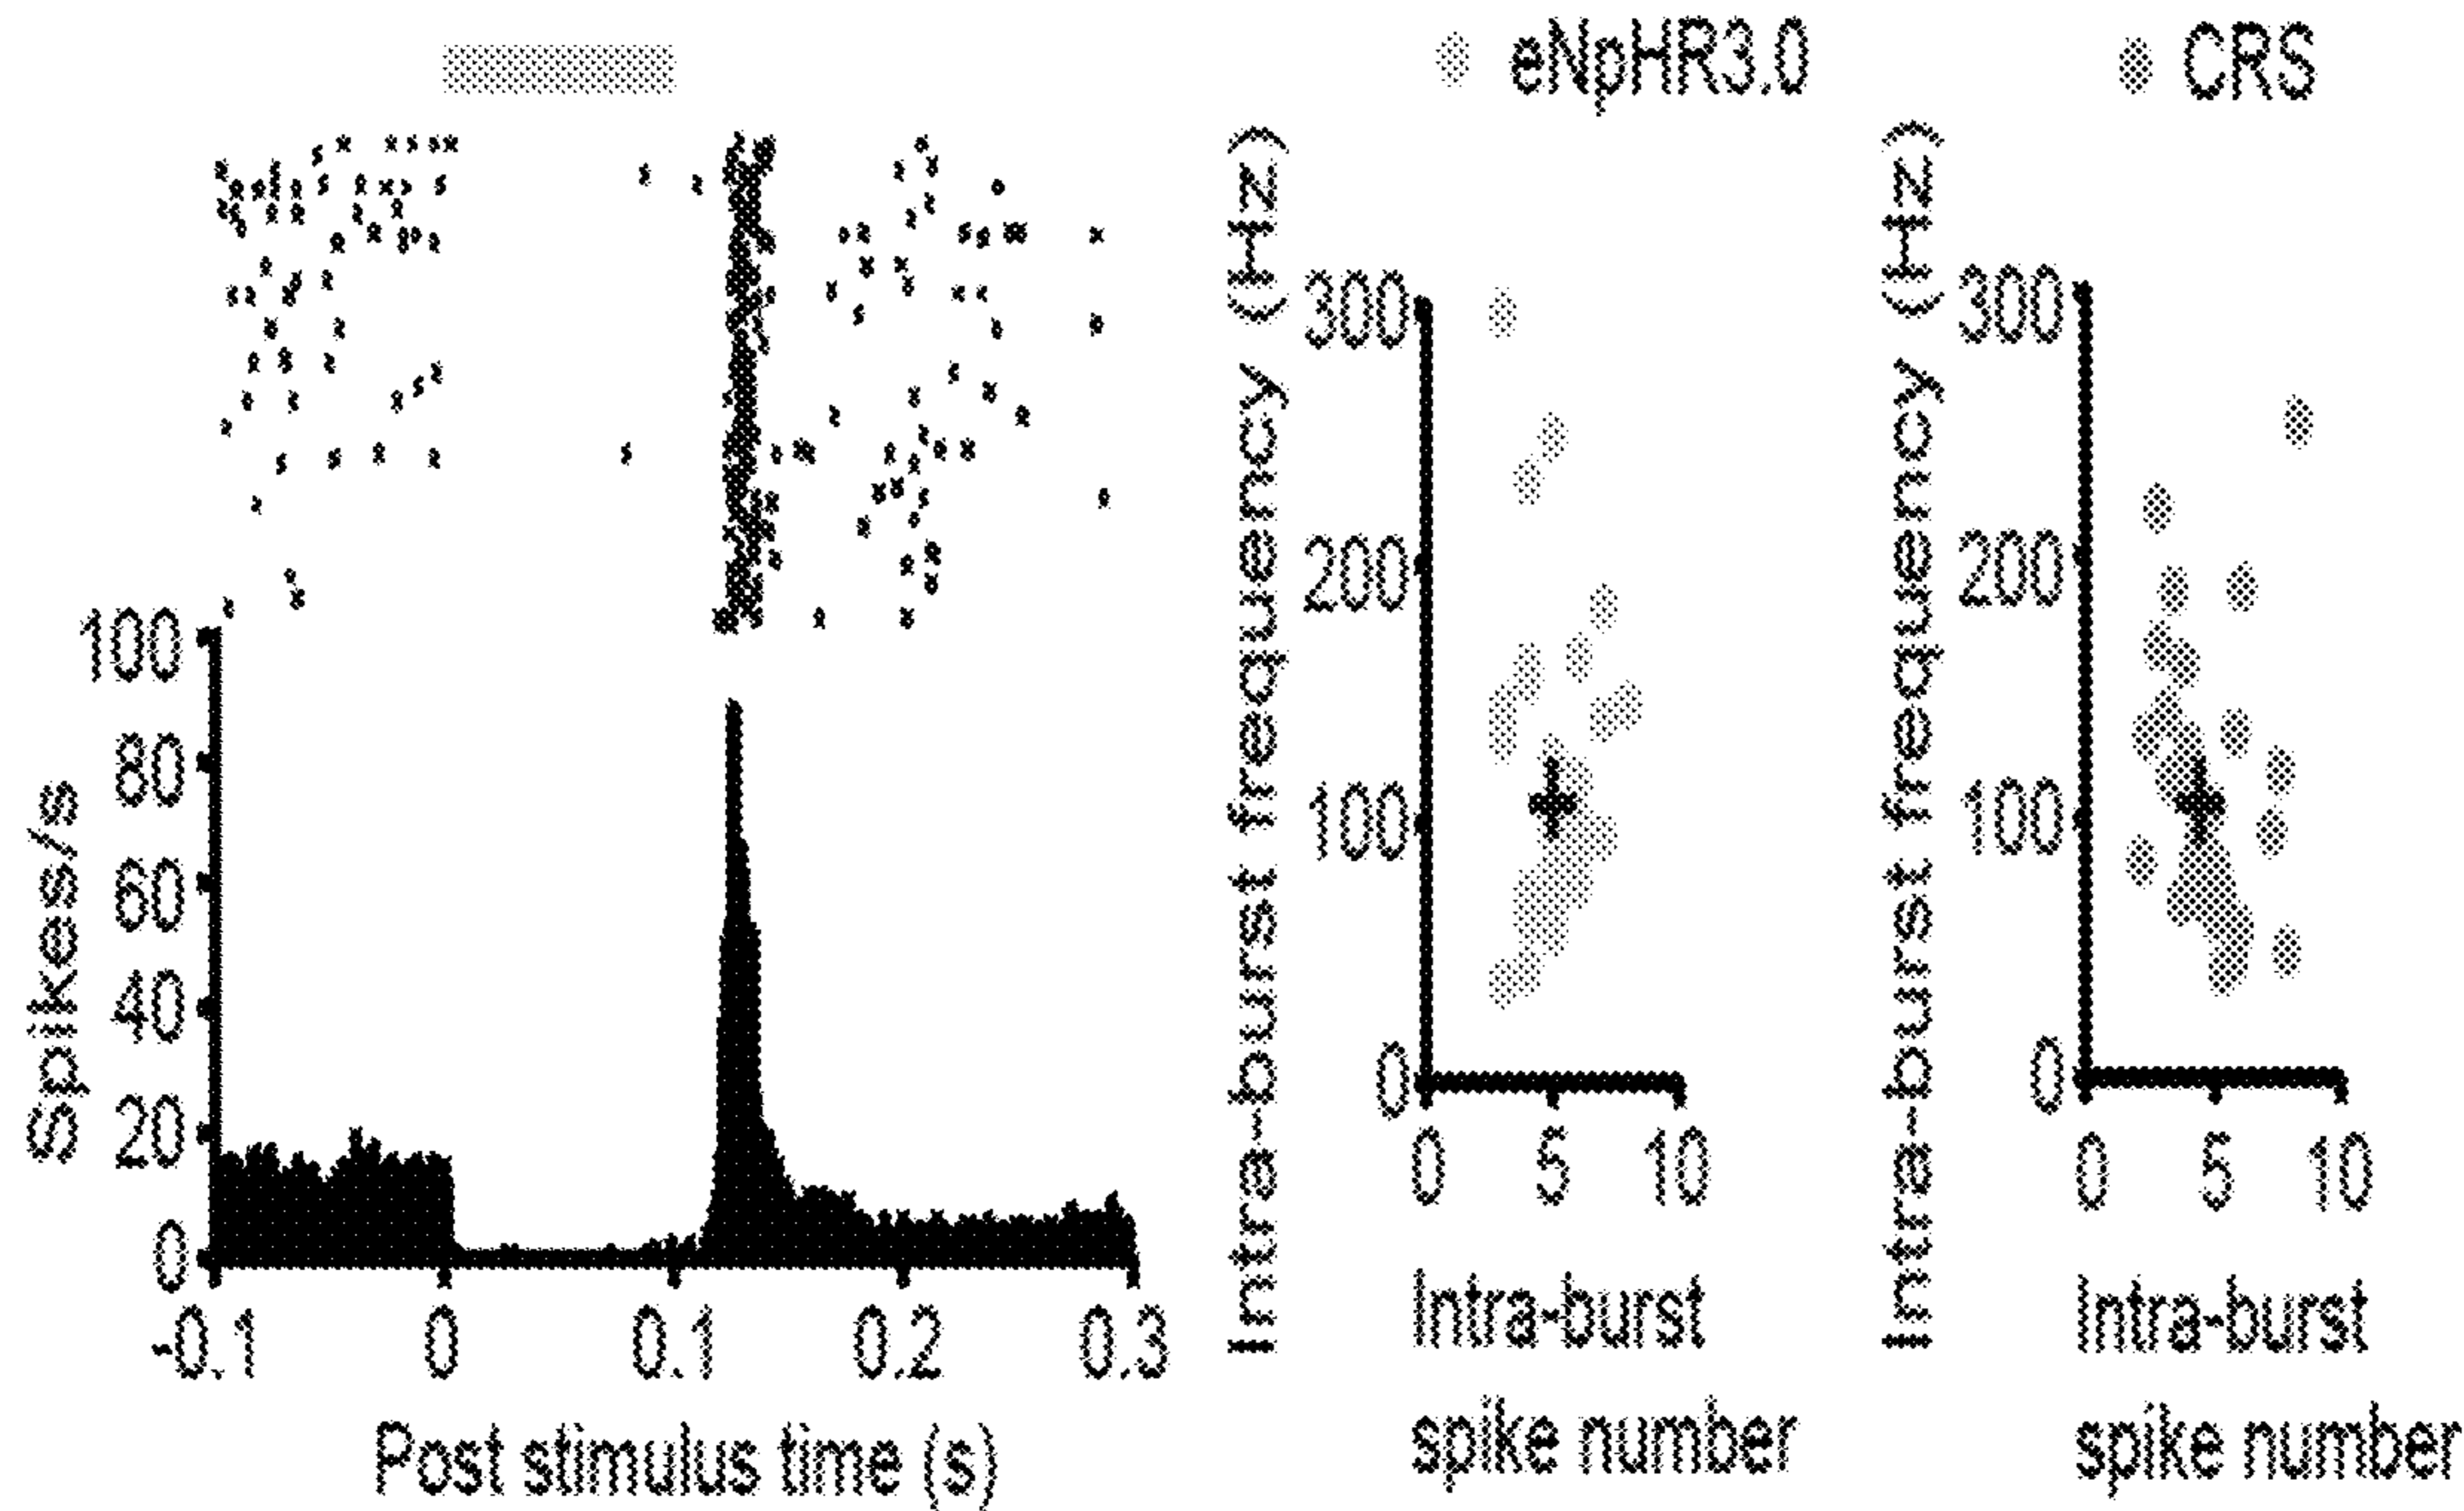 eNpHR3.0
CRS
Spikes/s
100
80
60
40
20
0
-0.1 0 0.1 0.2 0.3
Post stimulus time (s)
Intra-burst frequency (Hz)
300
200
100
0
0 5 10
Intra-burst
spike number
Intra-burst frequency (Hz)
300
200
100
0
0 5 10
Intra-burst
spike number